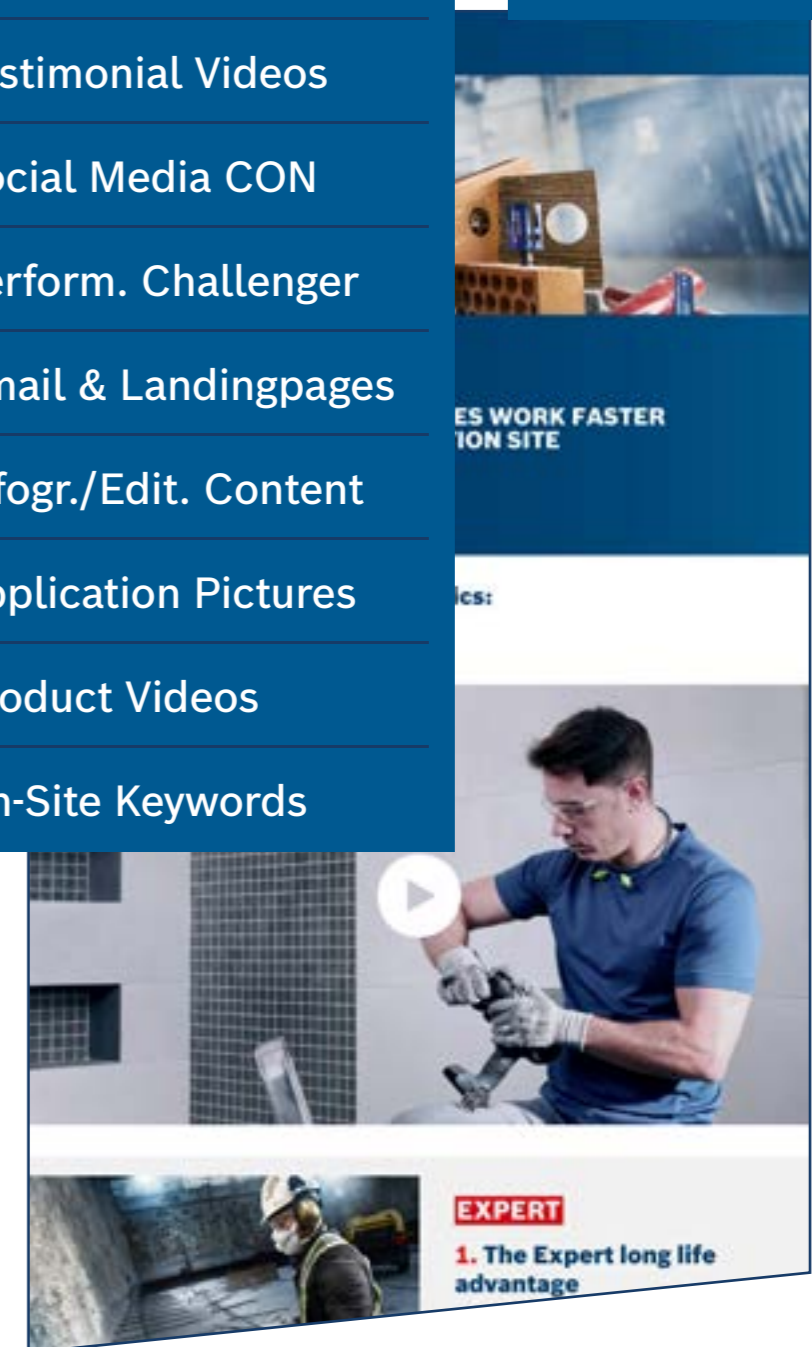 stimonial Videos
ocial Media CON
erform. Challenger
mail & Landingpages
fogr./Edit. Content
pplication Pictures
oduct Videos
n-Site Keywords
ES WORK FASTER
ION SITE
ics:
EXPERT
1. The Expert long life
advantage